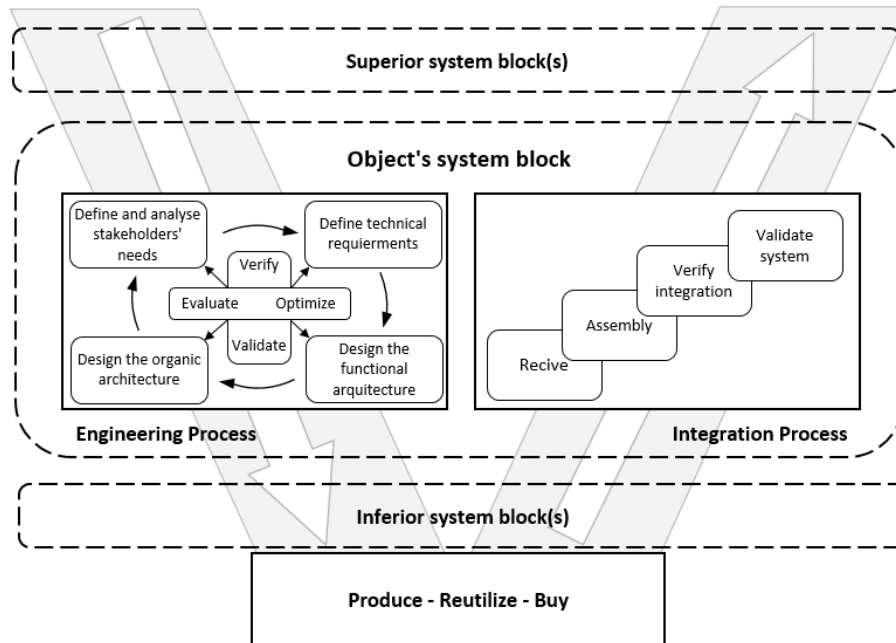 Superior system block(s)
Object's system block
Define and analyse
stakeholders'
needs
Define technical
requierments
Verify
Evaluate
Optimize
Validate
Design the organic
architecture
Design the
functional
arquitecture
Engineering Process
Validate
system
Verify
integration
Assembly
Recive
Integration Process
Inferior system block(s)
Produce - Reutilize - Buy